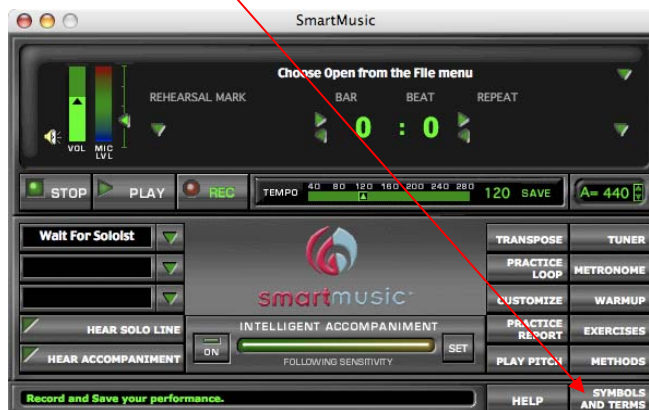 SmartMusic
Choose Open from the File menu
REHEARSAL MARK BAR BEAT REPEAT
0 : 0
VOL MIC LVL
STOP PLAY REC TEMPO 40 80 120 160 200 240 280 120 SAVE A= 440
Wait For Soloist
smartmusic
TRANSPOSE TUNER
PRACTICE LOOP METRONOME
CUSTOMIZE WARMUP
HEAR SOLO LINE
INTELLIGENT ACCOMPANIMENT
PRACTICE REPORT EXERCISES
ON SET
HEAR ACCOMPANIMENT
FOLLOWING SENSITIVITY
PLAY PITCH METHODS
Record and Save your performance.
HELP SYMBOLS AND TERMS